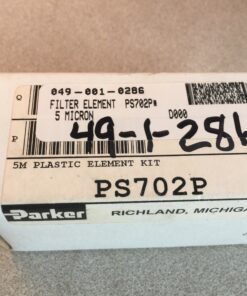 Q
049-001-0286
FILTER ELEMENT PS702P*
5 MICRON D000
P
49-1-286
5M PLASTIC ELEMENT KIT
PS702P
Parker
RICHLAND, MICHIGA